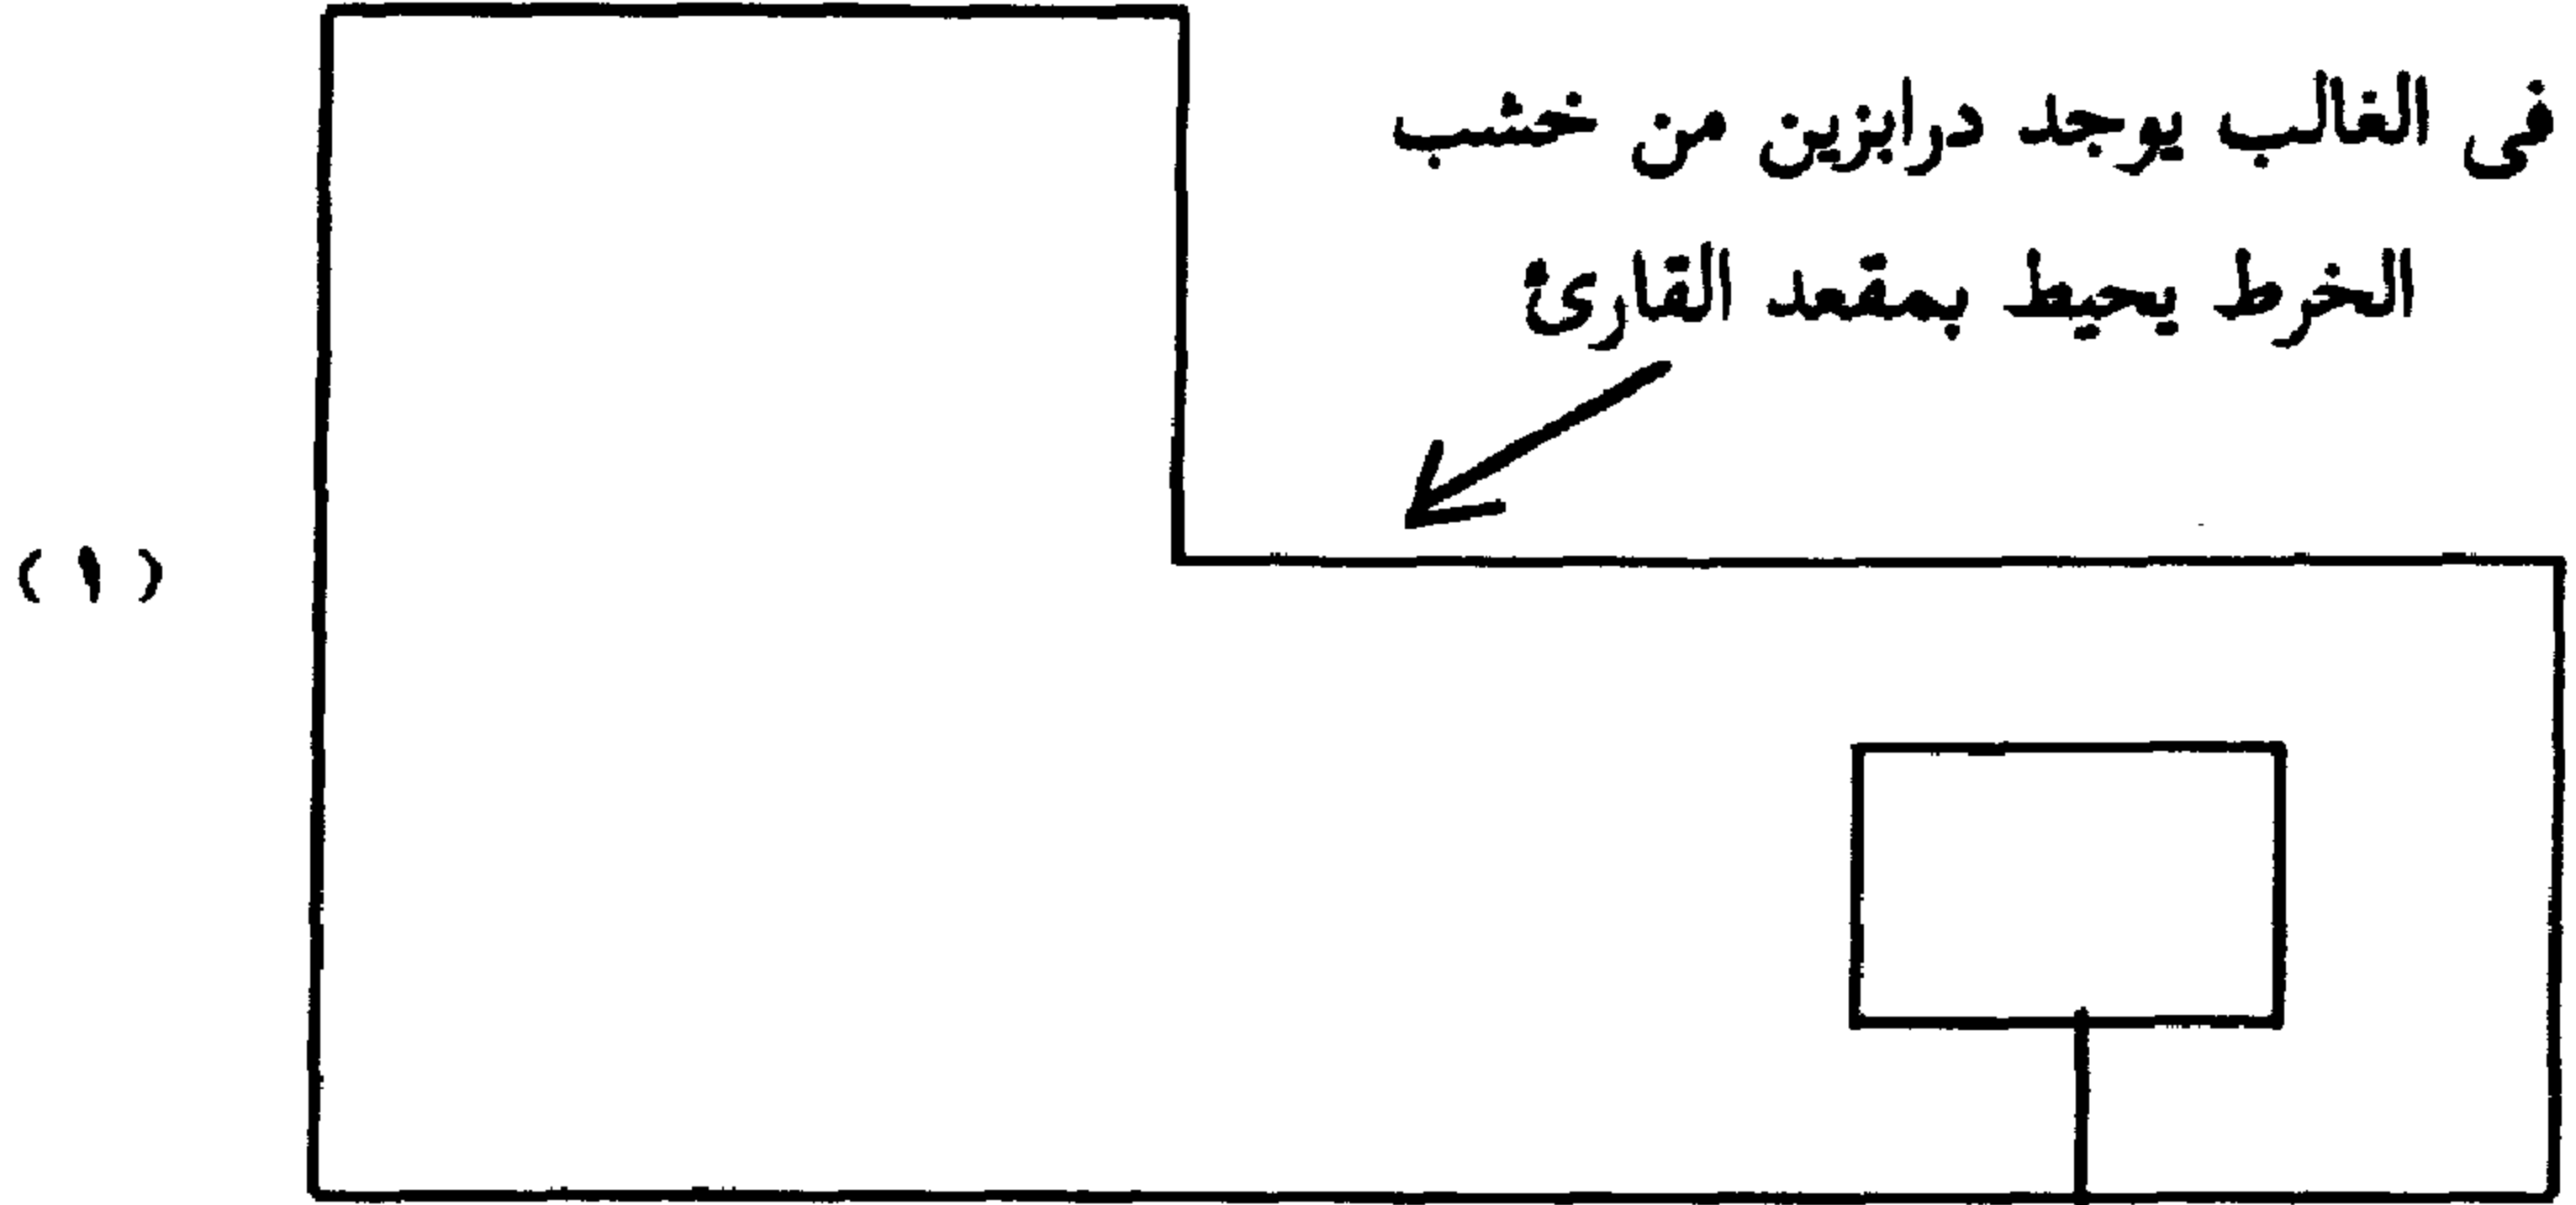 فى الغالب يوجد درابزين من خشب
الخرط يحيط بمقعد القارئ
( ١ )